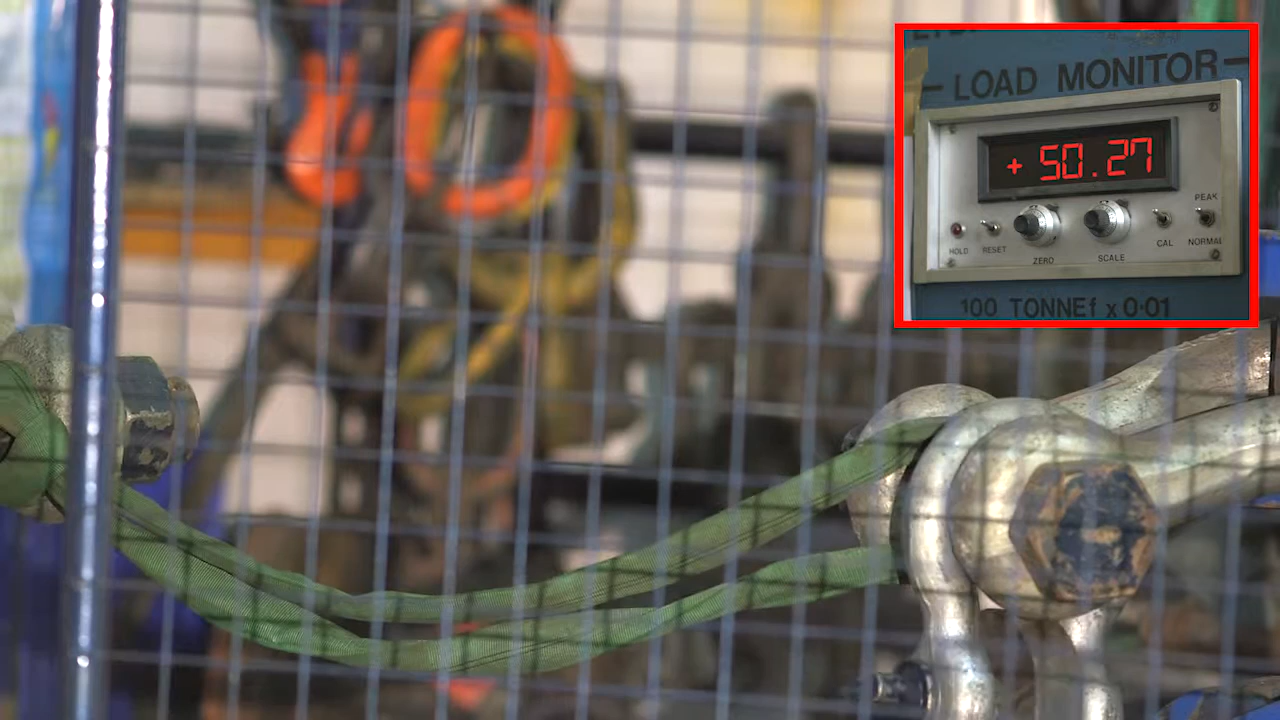 LOAD MONITOR
+ 50.27
PEAK
HOLD RESET CAL NORMAL
ZERO SCALE
100 TONNEf x 0·01